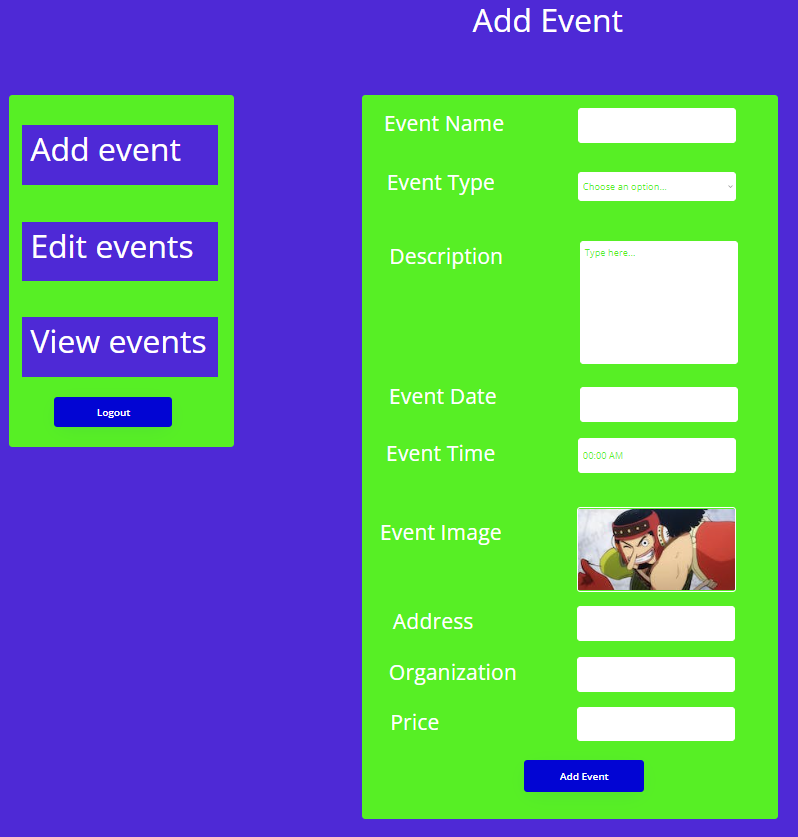 Add Event
Add event
Edit events
View events
Logout
Event Name
Event Type
Choose an option...
Description
Type here...
Event Date
Event Time
00:00 AM
Event Image
Address
Organization
Price
Add Event